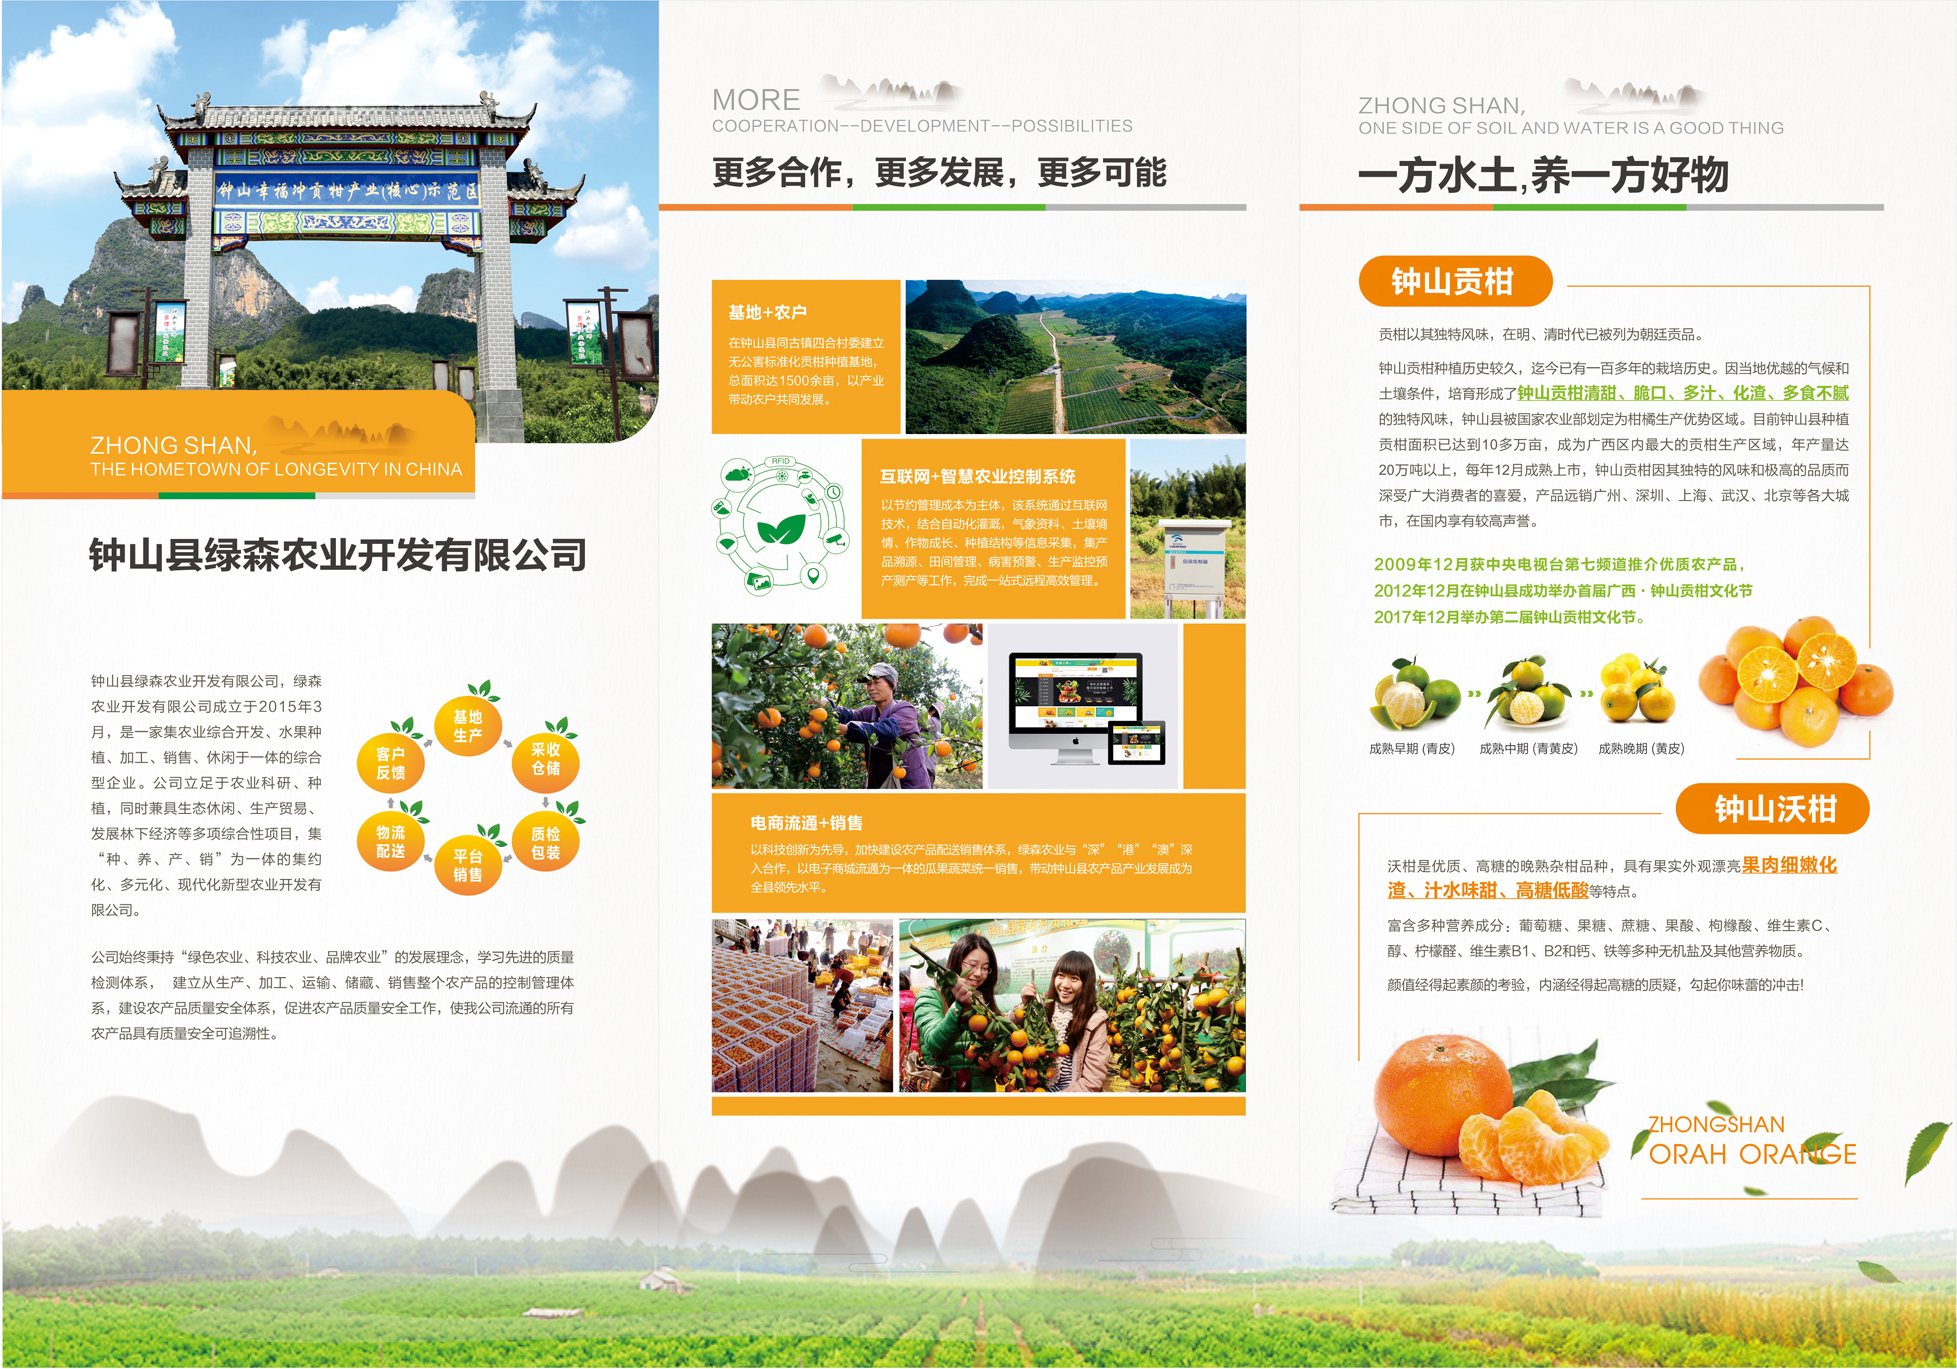 钟山幸福冲贡柑产业(核心)示范区
ZHONG SHAN,
THE HOMETOWN OF LONGEVITY IN CHINA
钟山县绿森农业开发有限公司
钟山县绿森农业开发有限公司，绿森
农业开发有限公司成立于2015年3
月，是一家集农业综合开发、水果种
植、加工、销售、休闲于一体的综合
型企业。公司立足于农业科研、种
植，同时兼具生态休闲、生产贸易、
发展林下经济等多项综合性项目，集
“种、养、产、销”为一体的集约
化、多元化、现代化新型农业开发有
限公司。
基地
生产
采收
仓储
质检
包装
平台
销售
物流
配送
客户
反馈
公司始终秉持“绿色农业、科技农业、品牌农业”的发展理念，学习先进的质量
检测体系， 建立从生产、加工、运输、储藏、销售整个农产品的控制管理体
系，建设农产品质量安全体系，促进农产品质量安全工作，使我公司流通的所有
农产品具有质量安全可追溯性。
MORE
COOPERATION--DEVELOPMENT--POSSIBILITIES
更多合作，更多发展，更多可能
基地+农户
在钟山县同古镇四合村委建立
无公害标准化贡柑种植基地，
总面积达1500余亩，以产业
带动农户共同发展。
RFID
互联网+智慧农业控制系统
以节约管理成本为主体，该系统通过互联网
技术，结合自动化灌溉，气象资料、土壤墒
情、作物成长、种植结构等信息采集，集产
品溯源、田间管理、病害预警、生产监控预
产测产等工作，完成一站式远程高效管理。
电商流通+销售
以科技创新为先导，加快建设农产品配送销售体系，绿森农业与“深”“港”“澳”深
入合作，以电子商城流通为一体的瓜果蔬菜统一销售，带动钟山县农产品产业发展成为
全县领先水平。
ZHONG SHAN,
ONE SIDE OF SOIL AND WATER IS A GOOD THING
一方水土,养一方好物
钟山贡柑
贡柑以其独特风味，在明、清时代已被列为朝廷贡品。
钟山贡柑种植历史较久，迄今已有一百多年的栽培历史。因当地优越的气候和
土壤条件，培育形成了钟山贡柑清甜、脆口、多汁、化渣、多食不腻
的独特风味，钟山县被国家农业部划定为柑橘生产优势区域。目前钟山县种植
贡柑面积已达到10多万亩，成为广西区内最大的贡柑生产区域，年产量达
20万吨以上，每年12月成熟上市，钟山贡柑因其独特的风味和极高的品质而
深受广大消费者的喜爱，产品远销广州、深圳、上海、武汉、北京等各大城
市，在国内享有较高声誉。
2009年12月获中央电视台第七频道推介优质农产品，
2012年12月在钟山县成功举办首届广西·钟山贡柑文化节
2017年12月举办第二届钟山贡柑文化节。
成熟早期 (青皮)
成熟中期 (青黄皮)
成熟晚期 (黄皮)
钟山沃柑
沃柑是优质、高糖的晚熟杂柑品种，具有果实外观漂亮果肉细嫩化
渣、汁水味甜、高糖低酸等特点。
富含多种营养成分；葡萄糖、果糖、蔗糖、果酸、枸橼酸、维生素C、
醇、柠檬醛、维生素B1、B2和钙、铁等多种无机盐及其他营养物质。
颜值经得起素颜的考验，内涵经得起高糖的质疑，勾起你味蕾的冲击!
ZHONGSHAN
ORAH ORANGE